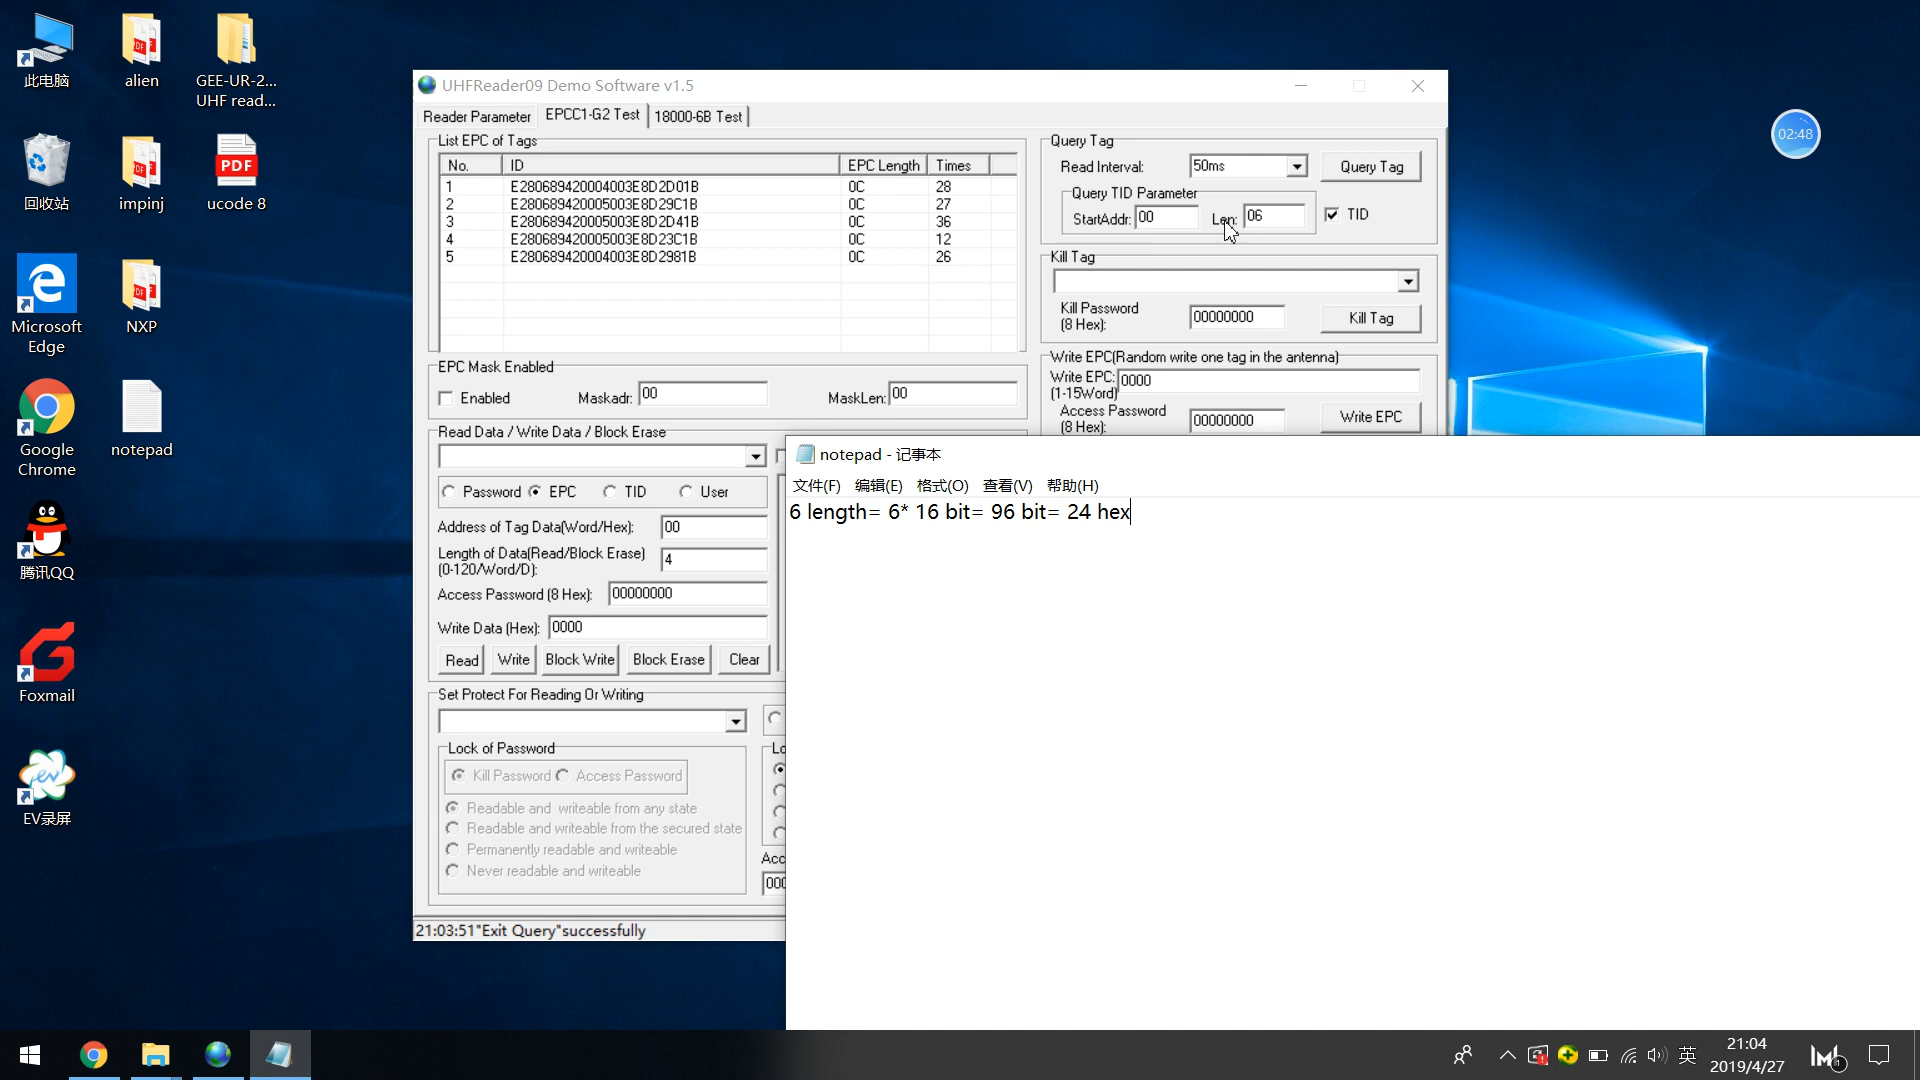 此电脑
alien
GEE-UR-2...
UHF read...
回收站
impinj
PDF
ucode 8
Microsoft
Edge
NXP
Google
Chrome
notepad
腾讯QQ
Foxmail
EV录屏
UHFReader09 Demo Software v1.5
Reader Parameter EPCC1-G2 Test 18000-6B Test
List EPC of Tags
No. ID EPC Length Times
1 E280689420004003E8D2D01B 0C 28
2 E280689420005003E8D29C1B 0C 27
3 E280689420005003E8D2D41B 0C 36
4 E280689420005003E8D23C1B 0C 12
5 E280689420004003E8D2981B 0C 26
EPC Mask Enabled
Enabled Maskadr: 00 MaskLen: 00
Read Data / Write Data / Block Erase
Password EPC TID User
Address of Tag Data(Word/Hex): 00
Length of Data(Read/Block Erase)
(0-120/Word/D): 4
Access Password (8 Hex): 00000000
Write Data (Hex): 0000
Read Write Block Write Block Erase Clear
Set Protect For Reading Or Writing
Lock of Password
Kill Password Access Password
Readable and writeable from any state
Readable and writeable from the secured state
Permanently readable and writeable
Never readable and writeable
Lo
Acc
000
21:03:51"Exit Query"successfully
Query Tag
Read Interval: 50ms Query Tag
Query TID Parameter
StartAddr: 00 Len: 06 TID
Kill Tag
Kill Password
(8 Hex): 00000000 Kill Tag
Write EPC(Random write one tag in the antenna)
Write EPC: 0000
(1-15Word)
Access Password
(8 Hex): 00000000 Write EPC
notepad - 记事本
文件(F) 编辑(E) 格式(O) 查看(V) 帮助(H)
6 length= 6* 16 bit= 96 bit= 24 hex
02:48
英
21:04
2019/4/27
1